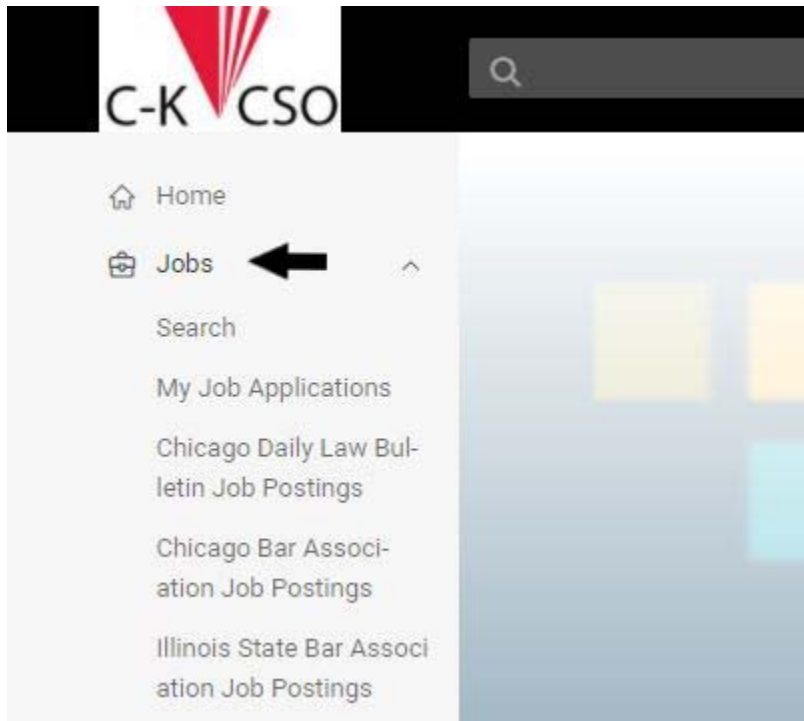 C-K CSO
Home
Jobs
Search
My Job Applications
Chicago Daily Law Bul-
letin Job Postings
Chicago Bar Associ-
ation Job Postings
Illinois State Bar Associ
ation Job Postings